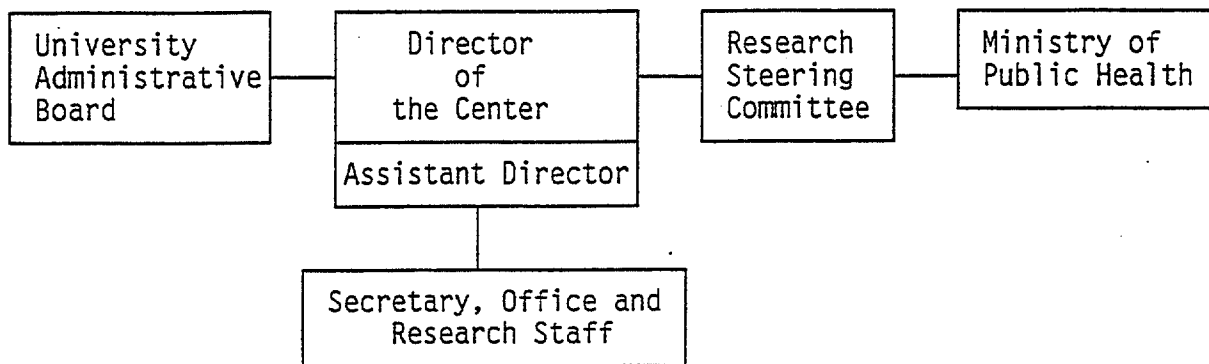 University
Administrative
Board
Director
of
the Center
Assistant Director
Research
Steering
Committee
Ministry of
Public Health
Secretary, Office and
Research Staff